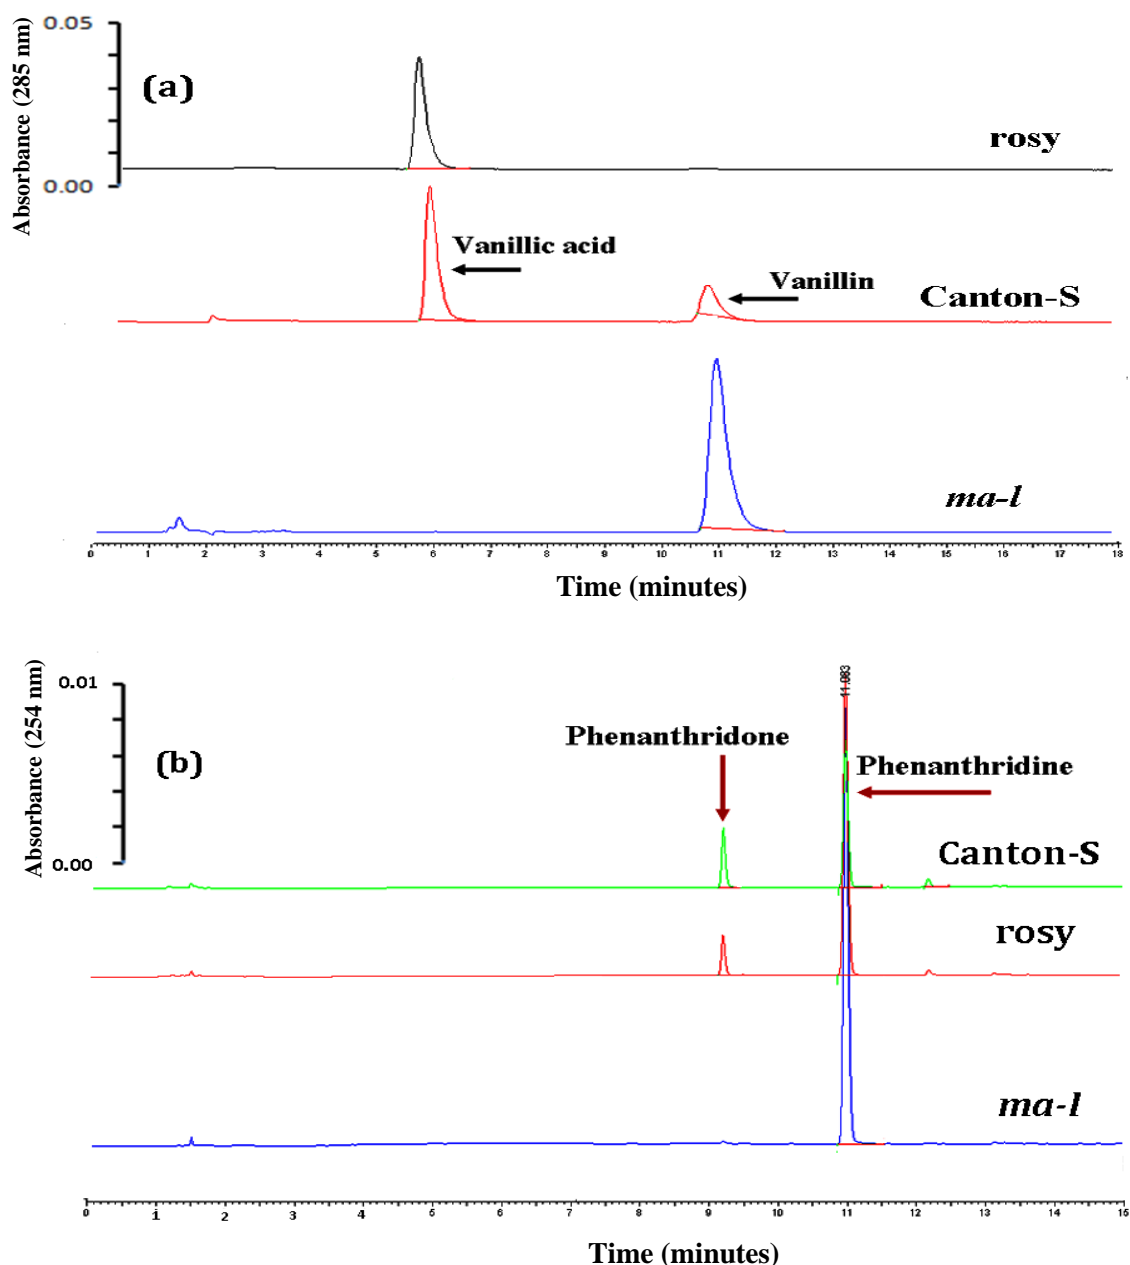 0.05
Absorbance (285 nm)
(a)
rosy
0.00
Vanillic acid
Vanillin
Canton-S
ma-l
0 1 2 3 4 5 6 7 8 9 10 11 12 13 14 15 16 17 18
Time (minutes)
0.01
Absorbance (254 nm)
11.083
Phenanthridone
(b)
Phenanthridine
Canton-S
0.00
rosy
ma-l
0 1 2 3 4 5 6 7 8 9 10 11 12 13 14 15
Time (minutes)